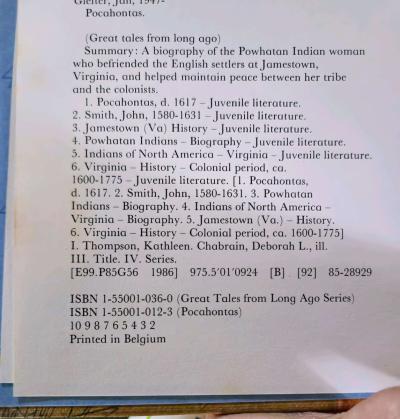 Gleiter, Jan, 1947-
Pocahontas.
(Great tales from long ago)
Summary: A biography of the Powhatan Indian woman
who befriended the English settlers at Jamestown,
Virginia, and helped maintain peace between her tribe
and the colonists.
1. Pocahontas, d. 1617 – Juvenile literature.
2. Smith, John, 1580-1631 – Juvenile literature.
3. Jamestown (Va) History – Juvenile literature.
4. Powhatan Indians – Biography – Juvenile literature.
5. Indians of North America – Virginia – Juvenile literature.
6. Virginia – History – Colonial period, ca.
1600-1775 – Juvenile literature. [1. Pocahontas,
d. 1617. 2. Smith, John, 1580-1631. 3. Powhatan
Indians – Biography. 4. Indians of North America –
Virginia – Biography. 5. Jamestown (Va.) – History.
6. Virginia – History – Colonial period, ca. 1600-1775]
I. Thompson, Kathleen. Chabrain, Deborah L., ill.
III. Title. IV. Series.
[E99.P85G56 1986] 975.5'01'0924 [B] [92] 85-28929
ISBN 1-55001-036-0 (Great Tales from Long Ago Series)
ISBN 1-55001-012-3 (Pocahontas)
10 9 8 7 6 5 4 3 2
Printed in Belgium